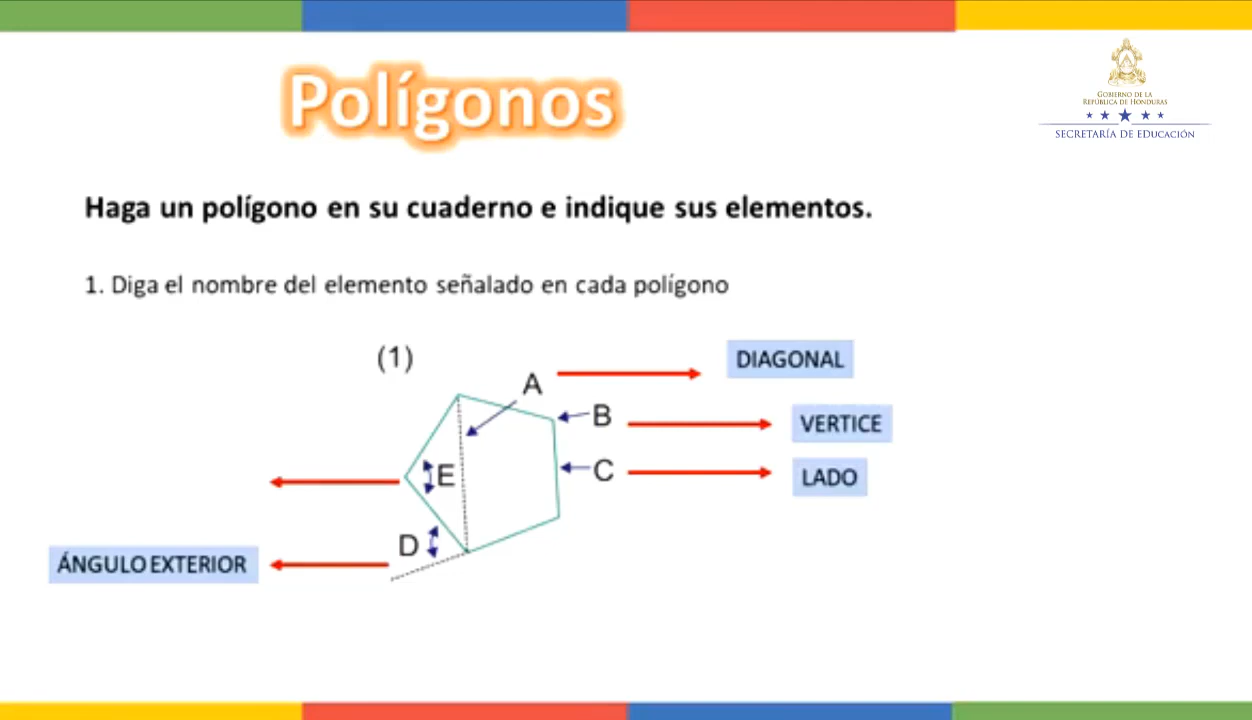 Polígonos
GOBIERNO DE LA
REPÚBLICA DE HONDURAS
SECRETARÍA DE EDUCACIÓN
Haga un polígono en su cuaderno e indique sus elementos.
1. Diga el nombre del elemento señalado en cada polígono
(1)
DIAGONAL
A
B
VERTICE
C
LADO
E
D
ÁNGULO EXTERIOR